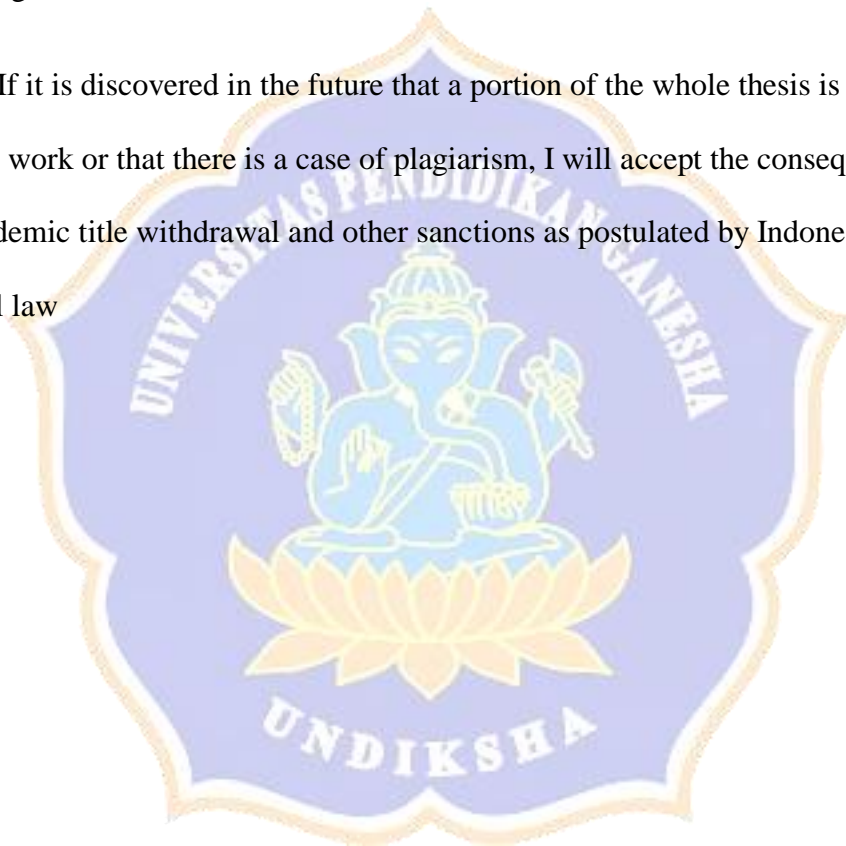 If it is discovered in the future that a portion of the whole thesis is
work or that there is a case of plagiarism, I will accept the conseq
demic title withdrawal and other sanctions as postulated by Indone
law
UNIVERSITAS PENDIDIKAN GANESHA
UNDIKSHA